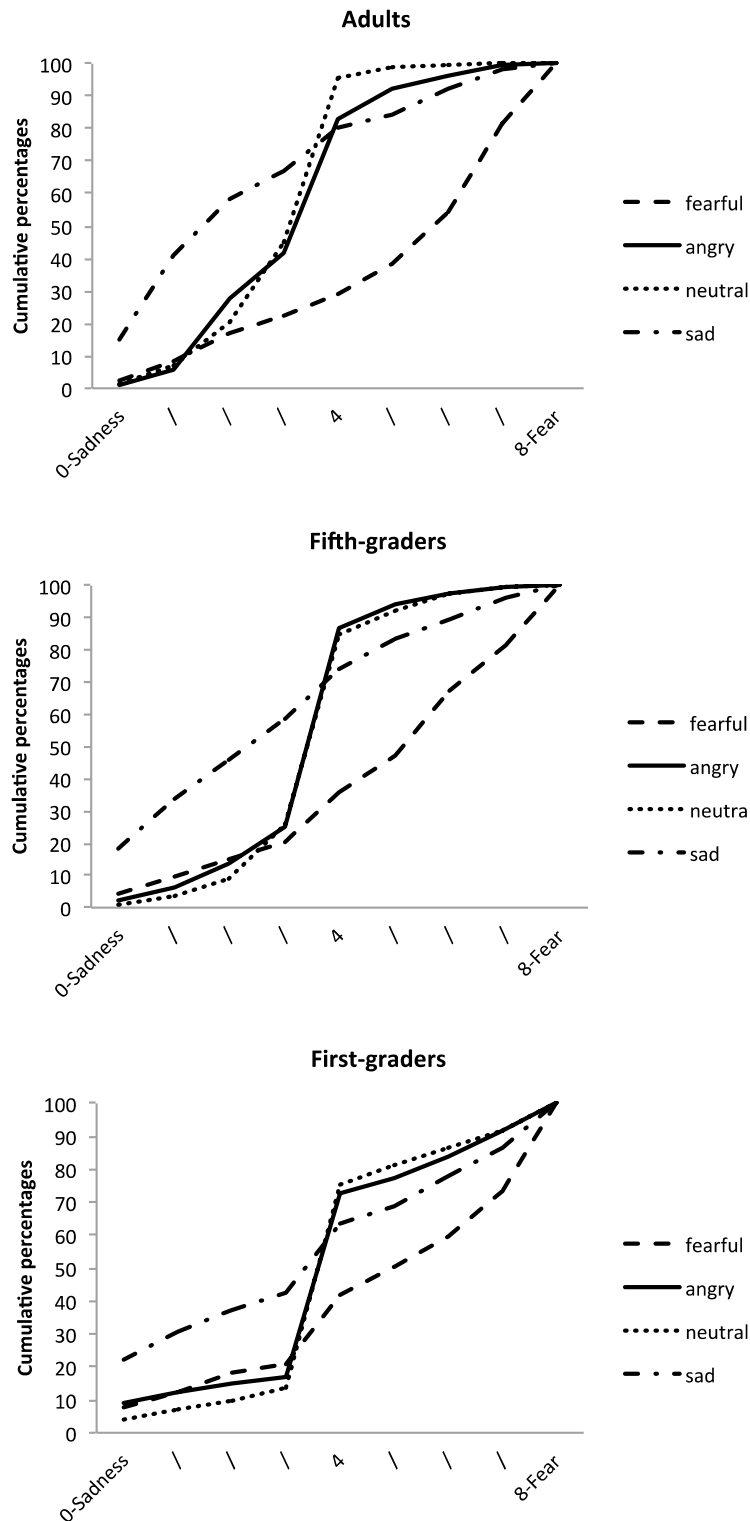 Adults
Cumulative percentages
100
90
80
70
60
50
40
30
20
10
0
0-Sadness
/
/
/
4
/
/
/
8-Fear
fearful
angry
neutral
sad
Fifth-graders
Cumulative percentages
100
90
80
70
60
50
40
30
20
10
0
0-Sadness
/
/
/
4
/
/
/
8-Fear
fearful
angry
neutra
sad
First-graders
Cumulative percentages
100
90
80
70
60
50
40
30
20
10
0
0-Sadness
/
/
/
4
/
/
/
8-Fear
fearful
angry
neutral
sad